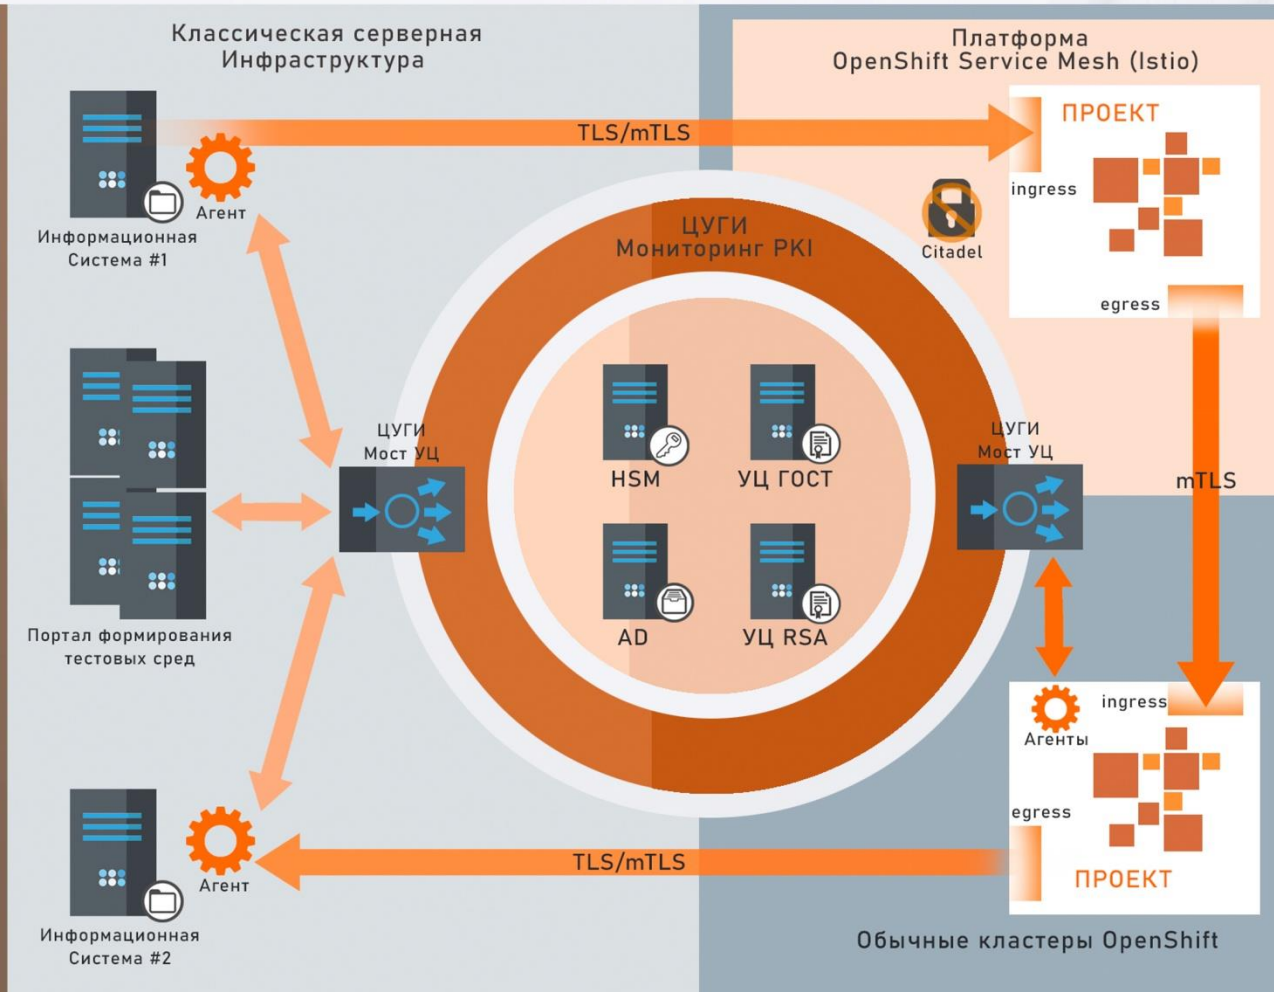 Классическая серверная
Инфраструктура
Платформа
OpenShift Service Mesh (Istio)
TLS/mTLS
ПРОЕКТ
ingress
Агент
Информационная
Система #1
ЦУГИ
Мониторинг PKI
Citadel
egress
ЦУГИ
Мост УЦ
HSM
УЦ ГОСТ
ЦУГИ
Мост УЦ
mTLS
AD
УЦ RSA
Портал формирования
тестовых сред
ingress
Агенты
egress
ПРОЕКТ
TLS/mTLS
Агент
Информационная
Система #2
Обычные кластеры OpenShift